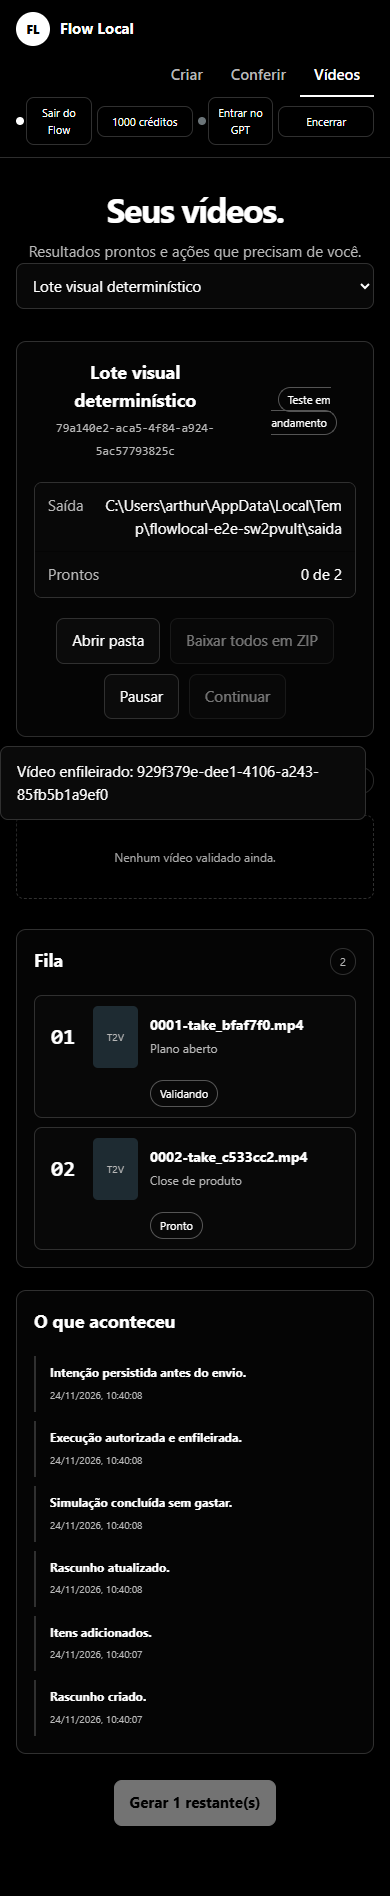 FL
Flow Local
Criar
Conferir
Vídeos
Sair do
Flow
1000 créditos
Entrar no
GPT
Encerrar
Seus vídeos.
Resultados prontos e ações que precisam de você.
Lote visual determinístico
Lote visual
determinístico
79a140e2-aca5-4f84-a924-
5ac57793825c
Teste em
andamento
Saída
C:\Users\arthur\AppData\Local\Tem
p\flowlocal-e2e-sw2pvult\saida
Prontos
0 de 2
Abrir pasta
Baixar todos em ZIP
Pausar
Continuar
Vídeo enfileirado: 929f379e-dee1-4106-a243-
85fb5b1a9ef0
Nenhum vídeo validado ainda.
Fila
2
01
T2V
0001-take_bfaf7f0.mp4
Plano aberto
Validando
02
T2V
0002-take_c533cc2.mp4
Close de produto
Pronto
O que aconteceu
Intenção persistida antes do envio.
24/11/2026, 10:40:08
Execução autorizada e enfileirada.
24/11/2026, 10:40:08
Simulação concluída sem gastar.
24/11/2026, 10:40:08
Rascunho atualizado.
24/11/2026, 10:40:08
Itens adicionados.
24/11/2026, 10:40:07
Rascunho criado.
24/11/2026, 10:40:07
Gerar 1 restante(s)